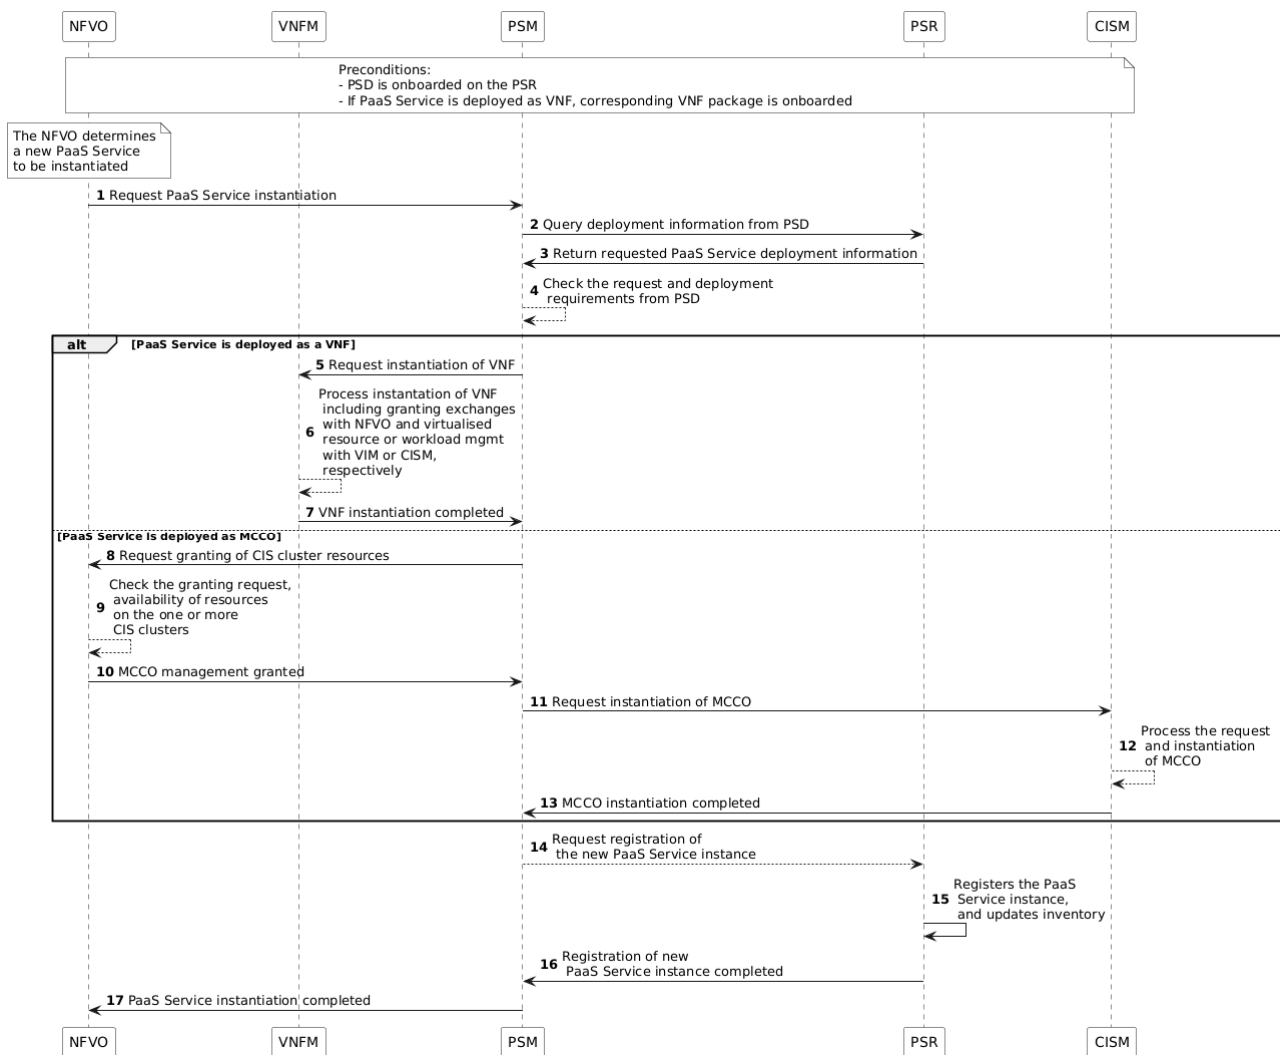 NFVO VNFM PSM PSR CISM
Preconditions:
- PSD is onboarded on the PSR
- If PaaS Service is deployed as VNF, corresponding VNF package is onboarded
The NFVO determines
a new PaaS Service
to be instantiated
1 Request PaaS Service instantiation
2 Query deployment information from PSD
3 Return requested PaaS Service deployment information
4 Check the request and deployment
requirements from PSD
alt [PaaS Service is deployed as a VNF]
5 Request instantiation of VNF
6 Process instantation of VNF
including granting exchanges
with NFVO and virtualised
resource or workload mgmt
with VIM or CISM,
respectively
7 VNF instantiation completed
[PaaS Service is deployed as MCCO]
8 Request granting of CIS cluster resources
9 Check the granting request,
availability of resources
on the one or more
CIS clusters
10 MCCO management granted
11 Request instantiation of MCCO
12 Process the request
and instantiation
of MCCO
13 MCCO instantiation completed
14 Request registration of
the new PaaS Service instance
15 Registers the PaaS
Service instance,
and updates inventory
16 Registration of new
PaaS Service instance completed
17 PaaS Service instantiation completed
NFVO VNFM PSM PSR CISM